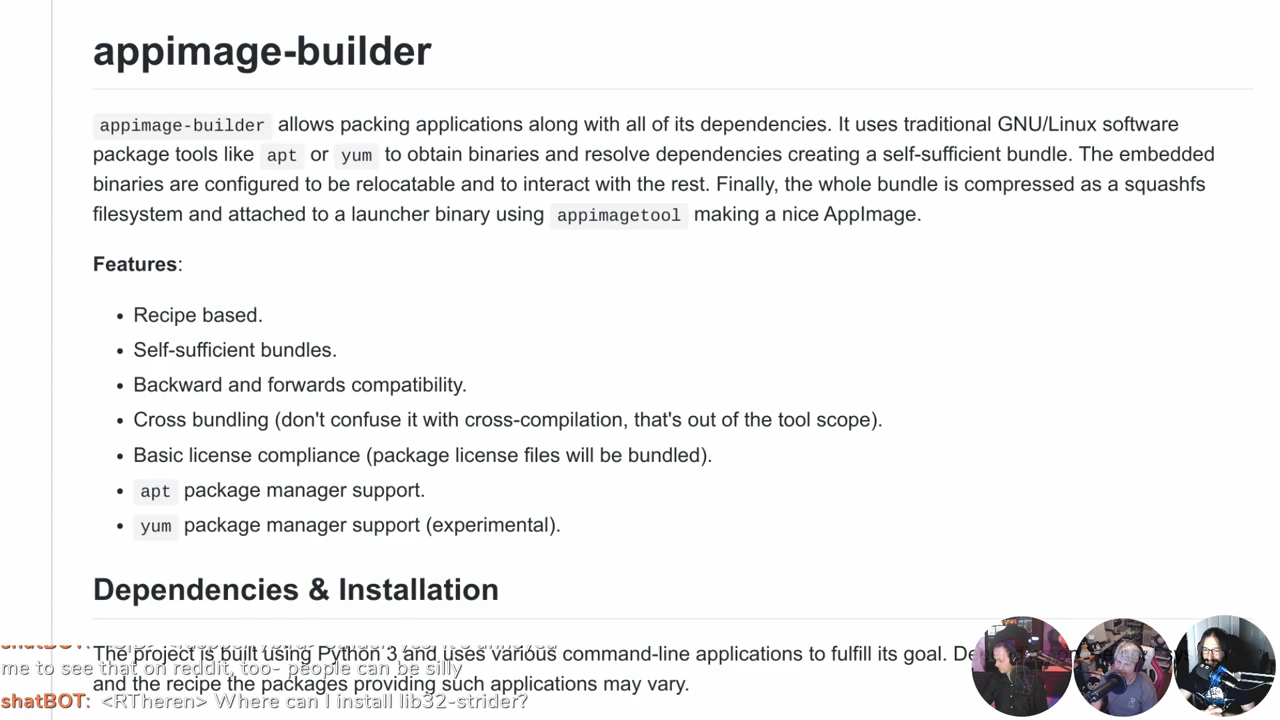 appimage-builder
appimage-builder allows packing applications along with all of its dependencies. It uses traditional GNU/Linux software
package tools like apt or yum to obtain binaries and resolve dependencies creating a self-sufficient bundle. The embedded
binaries are configured to be relocatable and to interact with the rest. Finally, the whole bundle is compressed as a squashfs
filesystem and attached to a launcher binary using appimagetool making a nice AppImage.
Features:
• Recipe based.
• Self-sufficient bundles.
• Backward and forwards compatibility.
• Cross bundling (don't confuse it with cross-compilation, that's out of the tool scope).
• Basic license compliance (package license files will be bundled).
• apt package manager support.
• yum package manager support (experimental).
Dependencies & Installation
The project is built using Python 3 and uses various command-line applications to fulfill its goal.
me to see that on reddit, too- people can be silly
and the recipe the packages providing such applications may vary.
shatBOT: <RTheren> Where can I install lib32-strider?